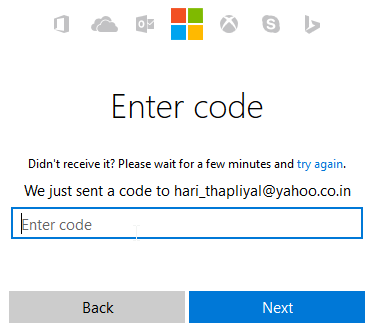 Enter code
Didn't receive it? Please wait for a few minutes and try again.
We just sent a code to hari_thapliyal@yahoo.co.in
Enter code
Back
Next